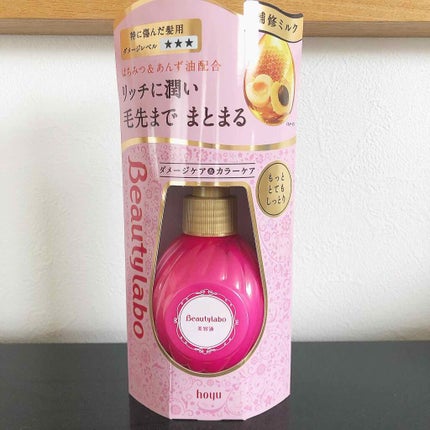 特に傷んだ髪用
ダメージレベル ★★★
補修ミルク
はちみつ&あんず油配合
リッチに潤い
毛先まで まとまる
ダメージケア&カラーケア
もっと
とても
しっとり
Beautylabo
Beautylabo
美容液
hoyu